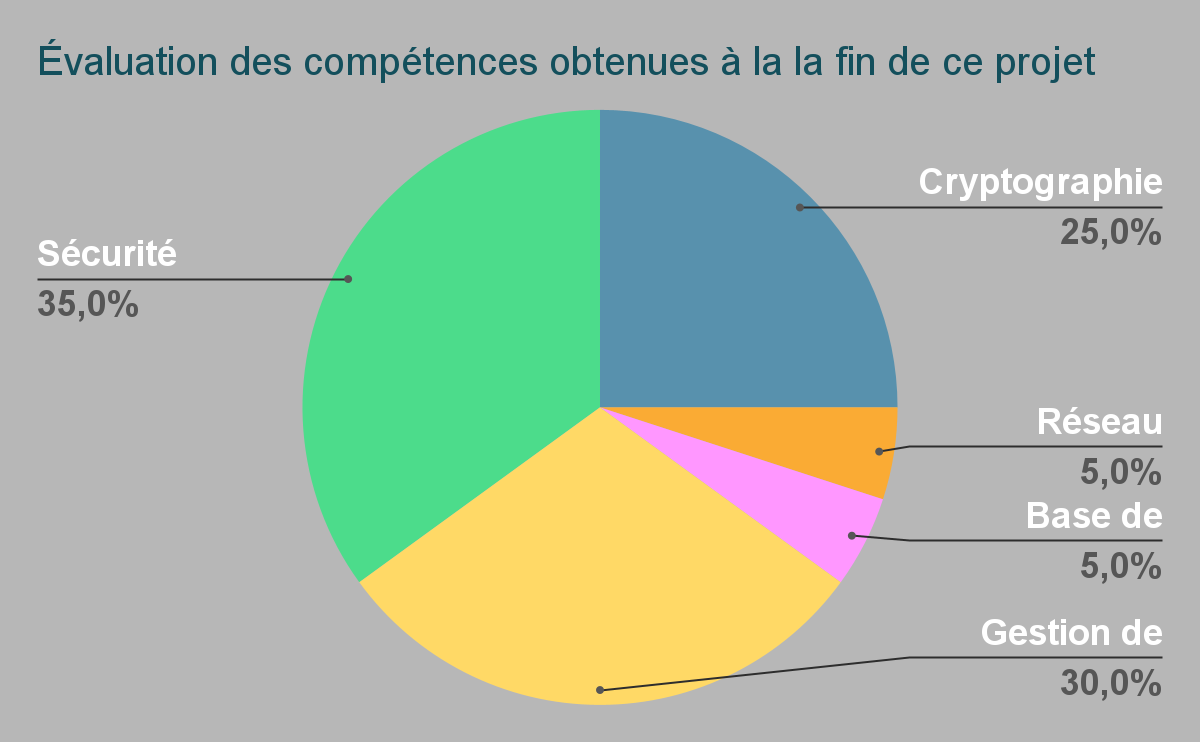 Évaluation des compétences obtenues à la la fin de ce projet
Cryptographie
25,0%
Sécurité
35,0%
Réseau
5,0%
Base de
5,0%
Gestion de
30,0%